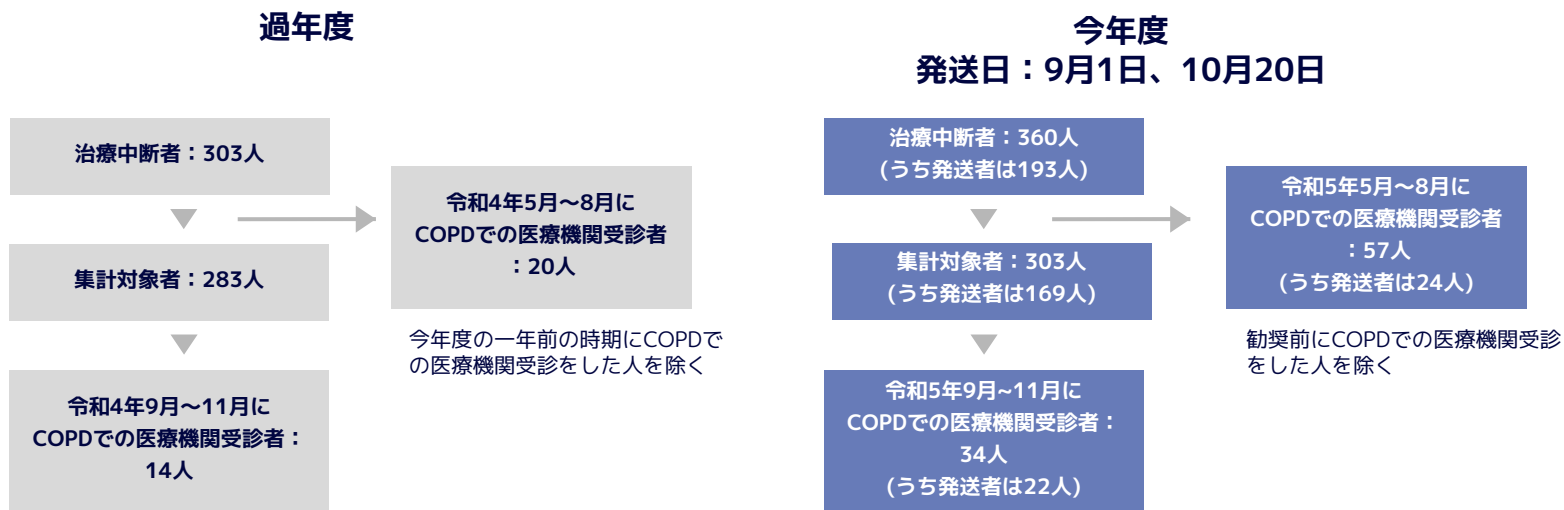 過年度
治療中断者：303人
令和4年5月～8月に
COPDでの医療機関受診者
：20人
集計対象者：283人
今年度の一年前の時期にCOPDで
の医療機関受診をした人を除く
令和4年9月～11月に
COPDでの医療機関受診者：
14人
今年度
発送日：9月1日、10月20日
治療中断者：360人
(うち発送者は193人)
令和5年5月～8月に
COPDでの医療機関受診者
：57人
(うち発送者は24人)
集計対象者：303人
(うち発送者は169人)
勧奨前にCOPDでの医療機関受診
をした人を除く
令和5年9月~11月に
COPDでの医療機関受診者：
34人
(うち発送者は22人)